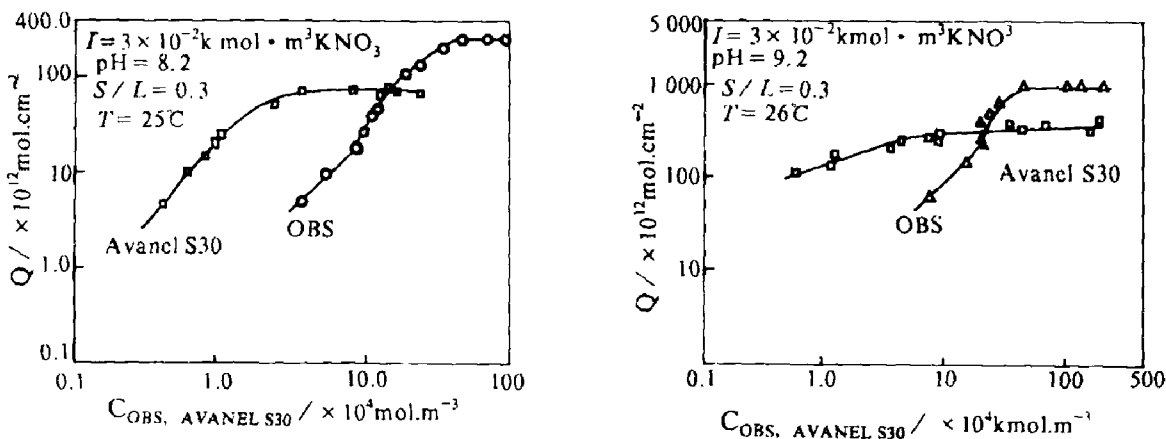 400.0
100
10
1.0
0.1
Q / ×10¹²mol.cm⁻²
I = 3 × 10⁻²k mol • m³KNO₃
pH = 8.2
S / L = 0.3
T = 25℃
Avanel S30
OBS
0.1 1.0 10.0 100
C_OBS, AVANEL S30 / ×10⁴mol.m⁻³
5 000
1 000
100
10
Q / ×10¹²mol.cm⁻²
I = 3 × 10⁻²kmol • m³KNO³
pH = 9.2
S / L = 0.3
T = 26℃
Avanel S30
OBS
0.1 1.0 10 100 500
C_OBS, AVANEL S30 / ×10⁴kmol.m⁻³